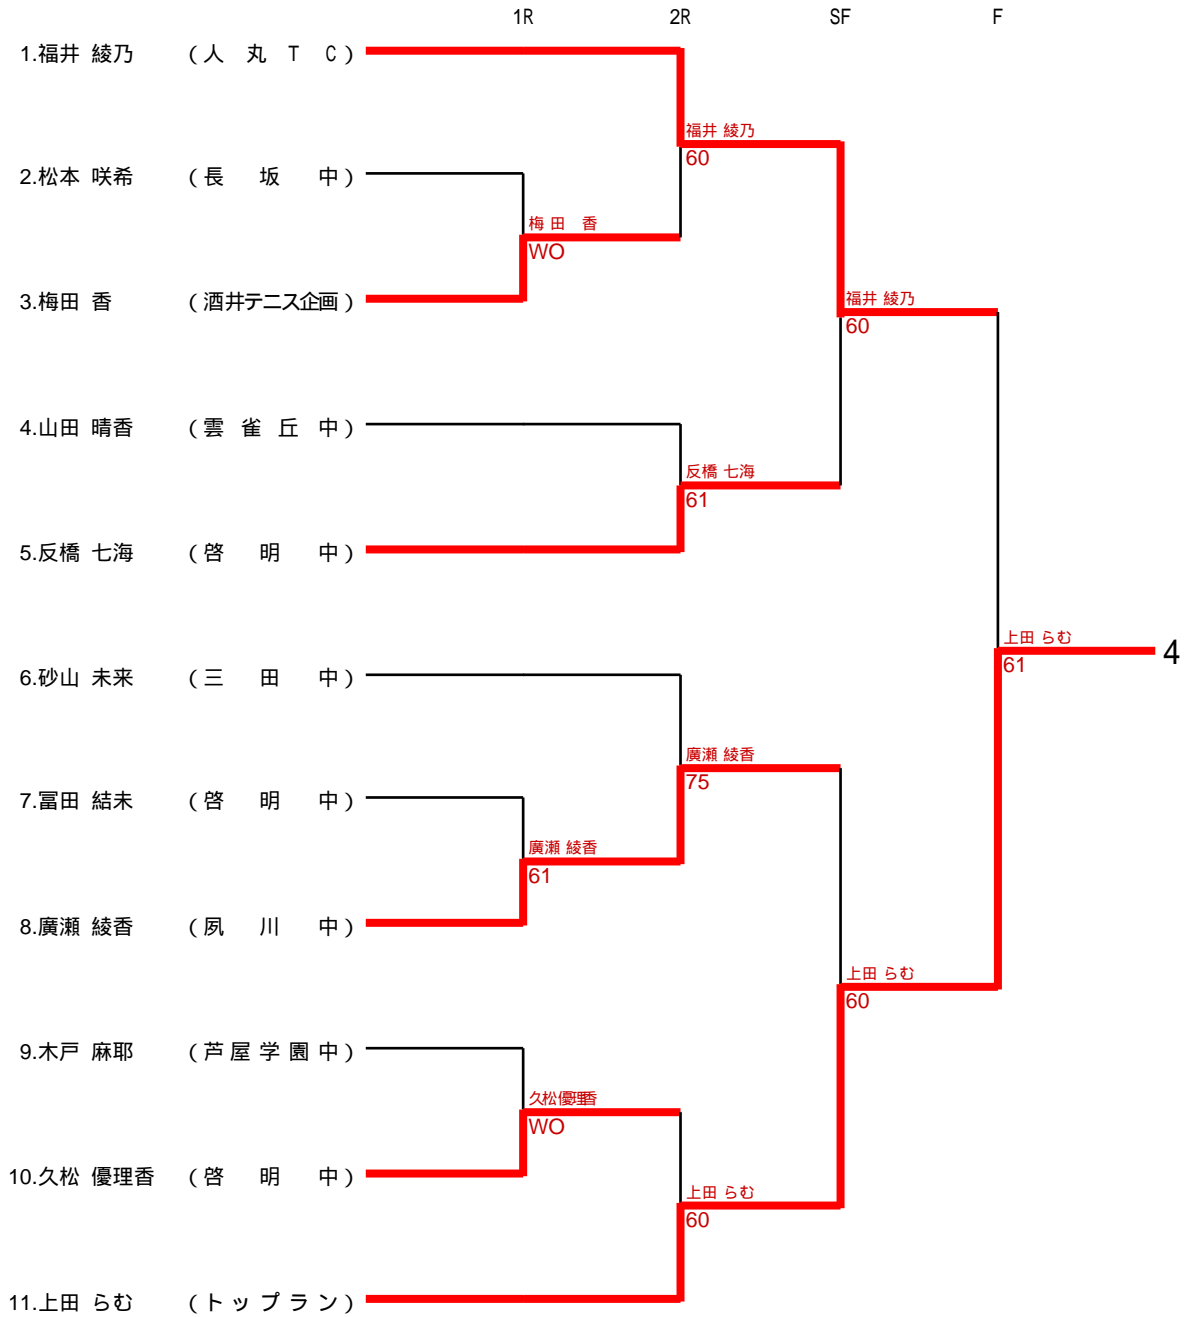 1R 2R SF F
1.福井 綾乃 (人 丸 T C)
福井 綾乃
60
2.松本 咲希 (長 坂 中)
梅 田 香
WO
3.梅田 香 (酒井テニス企画)
福井 綾乃
60
4.山田 晴香 (雲 雀 丘 中)
反橋 七海
61
5.反橋 七海 (啓 明 中)
上田 らむ
61
4
6.砂山 未来 (三 田 中)
廣瀬 綾香
75
7.冨田 結未 (啓 明 中)
廣瀬 綾香
61
8.廣瀬 綾香 (夙 川 中)
上田 らむ
60
9.木戸 麻耶 (芦 屋 学 園 中)
久松優理香
WO
10.久松 優理香 (啓 明 中)
上田 らむ
60
11.上田 らむ (ト ッ プ ラ ン)